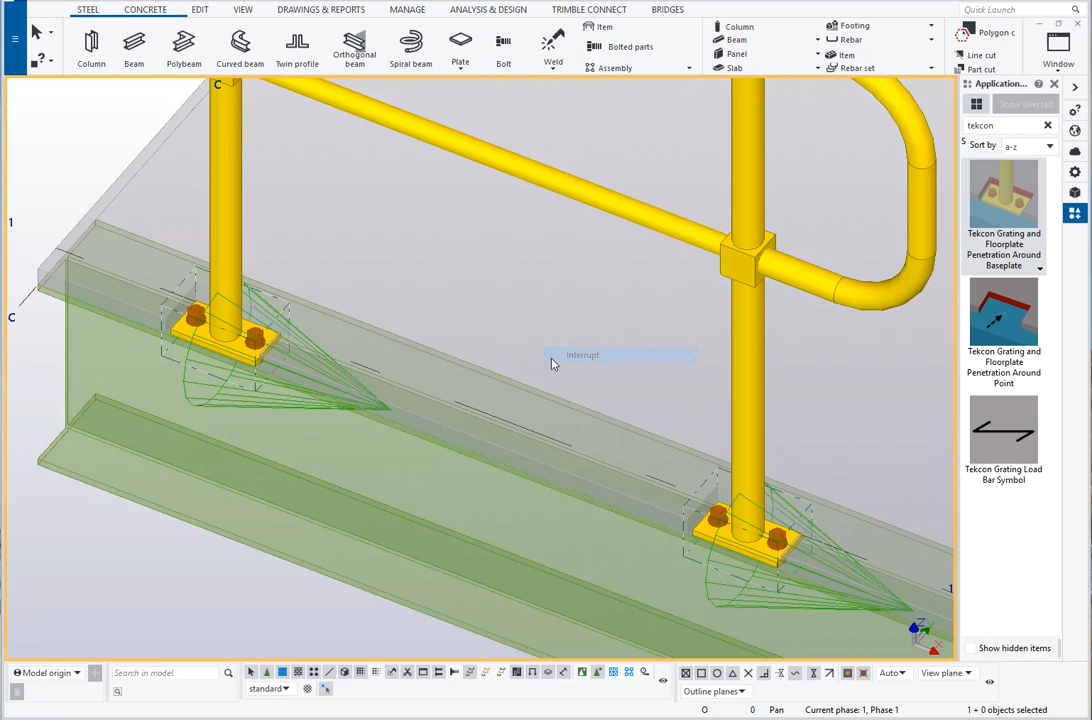 STEEL CONCRETE EDIT VIEW DRAWINGS & REPORTS MANAGE ANALYSIS & DESIGN TRIMBLE CONNECT BRIDGES Quick Launch
Column Beam Polybeam Curved beam Twin profile Orthogonal beam Spiral beam Plate Bolt Weld
Item
Bolted parts
Assembly
Column
Beam
Panel
Slab
Footing
Rebar
Item
Rebar set
Polygon c
Line cut
Part cut
Window
Application...
Show selected
tekcon
S Sort by a-z
Tekcon Grating and
Floorplate
Penetration Around
Baseplate
Tekcon Grating and
Floorplate
Penetration Around
Point
Tekcon Grating Load
Bar Symbol
Show hidden items
C
1
C
Interrupt
1
Z
Model origin
Search in model
standard
Auto
View plane
Outline planes
O 0 Pan Current phase: 1, Phase 1 1 + 0 objects selected